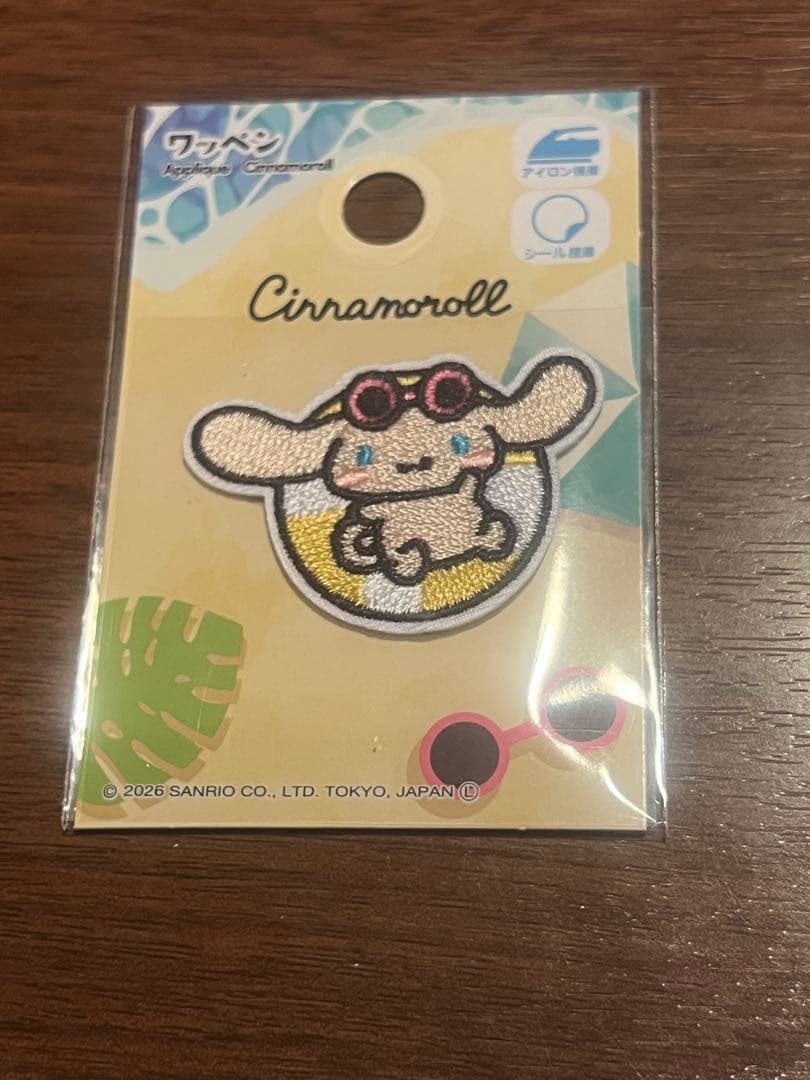 ワッペン
Applique Cinnamoroll
アイロン接着
シール接着
Cinnamoroll
© 2026 SANRIO CO., LTD. TOKYO, JAPAN Ⓛ